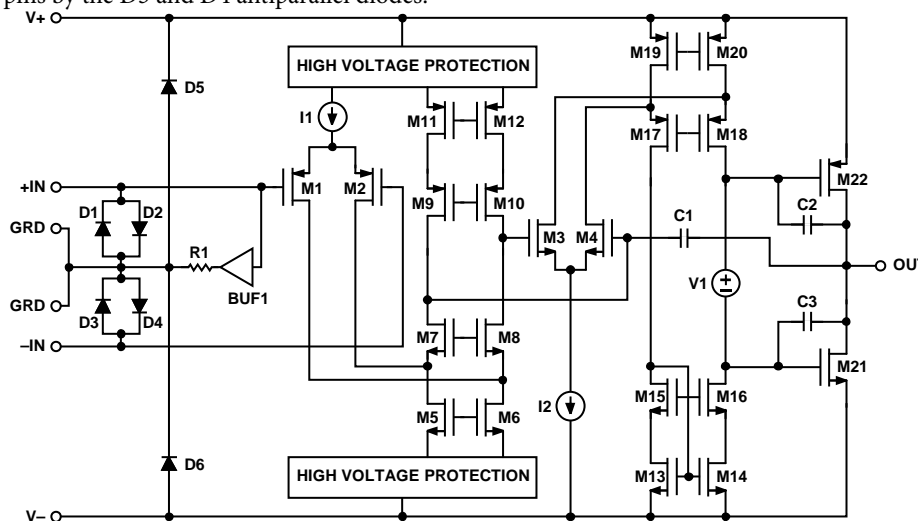 pins by the D3 and D4 antiparallel diodes.
V+
M19
M20
HIGH VOLTAGE PROTECTION
D5
I1
M11
M12
M17
M18
+IN
M1
M2
M22
D1
D2
M9
M10
C2
GRD
C1
R1
M3
M4
OUT
BUF1
V1
GRD
D3
D4
C3
–IN
M7
M8
M21
M5
M6
I2
M15
M16
D6
HIGH VOLTAGE PROTECTION
M13
M14
V–